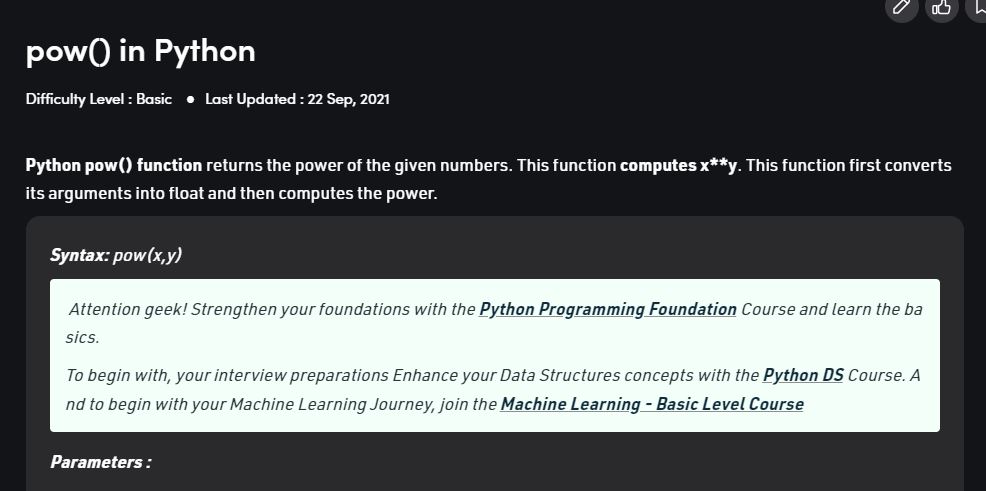 pow() in Python
Difficulty Level : Basic ● Last Updated : 22 Sep, 2021
Python pow() function returns the power of the given numbers. This function computes x**y. This function first converts
its arguments into float and then computes the power.
Syntax: pow(x,y)
Attention geek! Strengthen your foundations with the Python Programming Foundation Course and learn the ba
sics.
To begin with, your interview preparations Enhance your Data Structures concepts with the Python DS Course. A
nd to begin with your Machine Learning Journey, join the Machine Learning - Basic Level Course
Parameters :